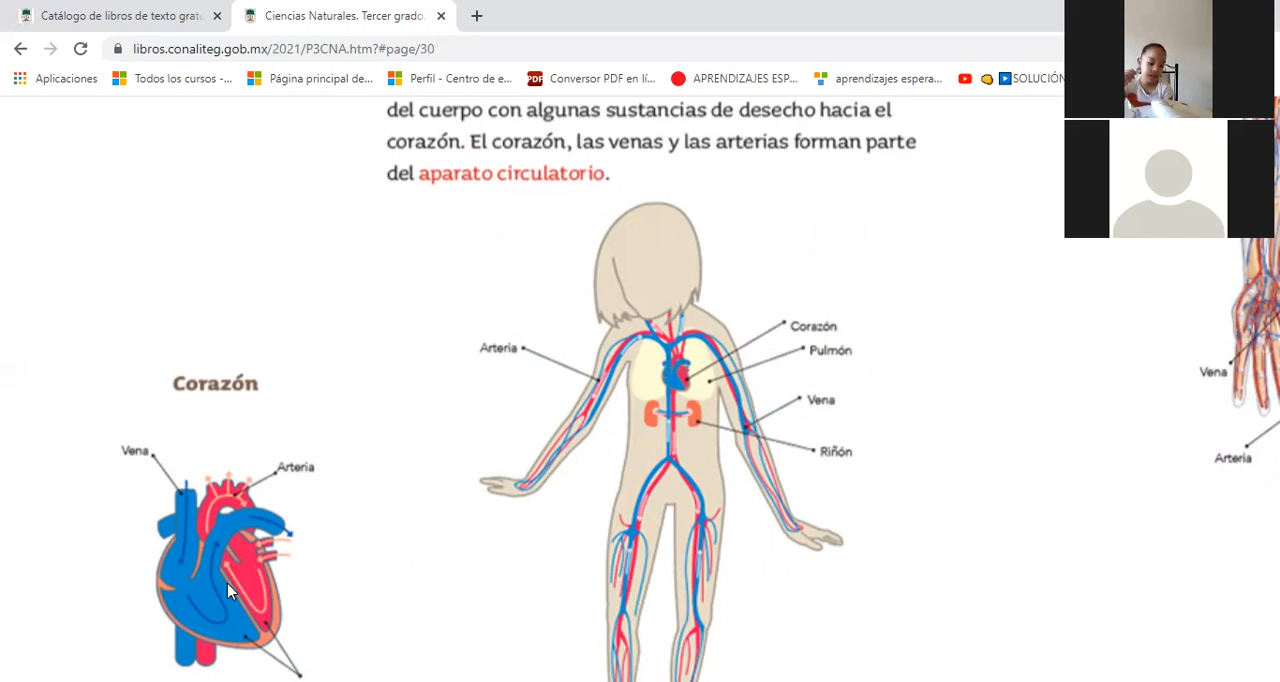 Catálogo de libros de texto grat
Ciencias Naturales. Tercer grado.
libros.conaliteg.gob.mx/2021/P3CNA.htm?#page/30
Aplicaciones
Todos los cursos -...
Página principal de...
Perfil - Centro de e...
PDF
Conversor PDF en lí...
APRENDIZAJES ESP...
aprendizajes espera...
SOLUCIÓN
del cuerpo con algunas sustancias de desecho hacia el
corazón. El corazón, las venas y las arterias forman parte
del aparato circulatorio.
Corazón
Arteria
Pulmón
Vena
Vena
Corazón
Riñón
Vena
Arteria
Arteria